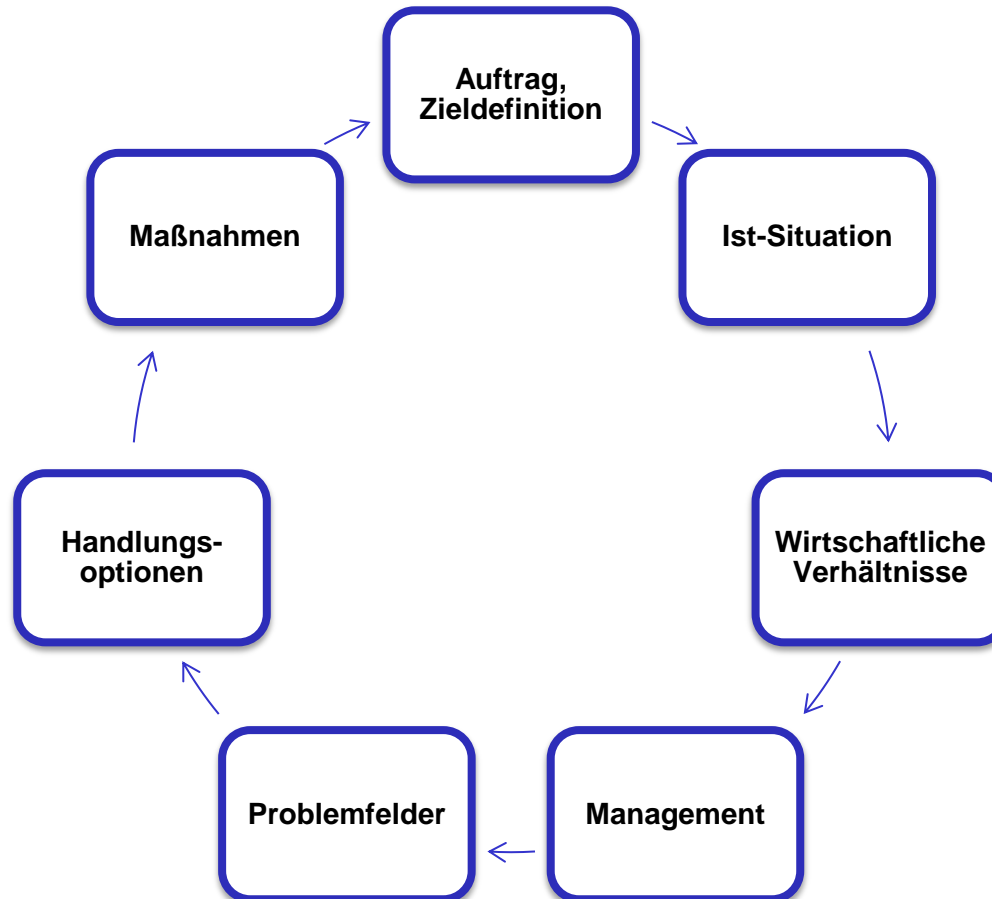 Auftrag,
Zieldefinition
Ist-Situation
Wirtschaftliche
Verhältnisse
Management
Problemfelder
Handlungs-
optionen
Maßnahmen